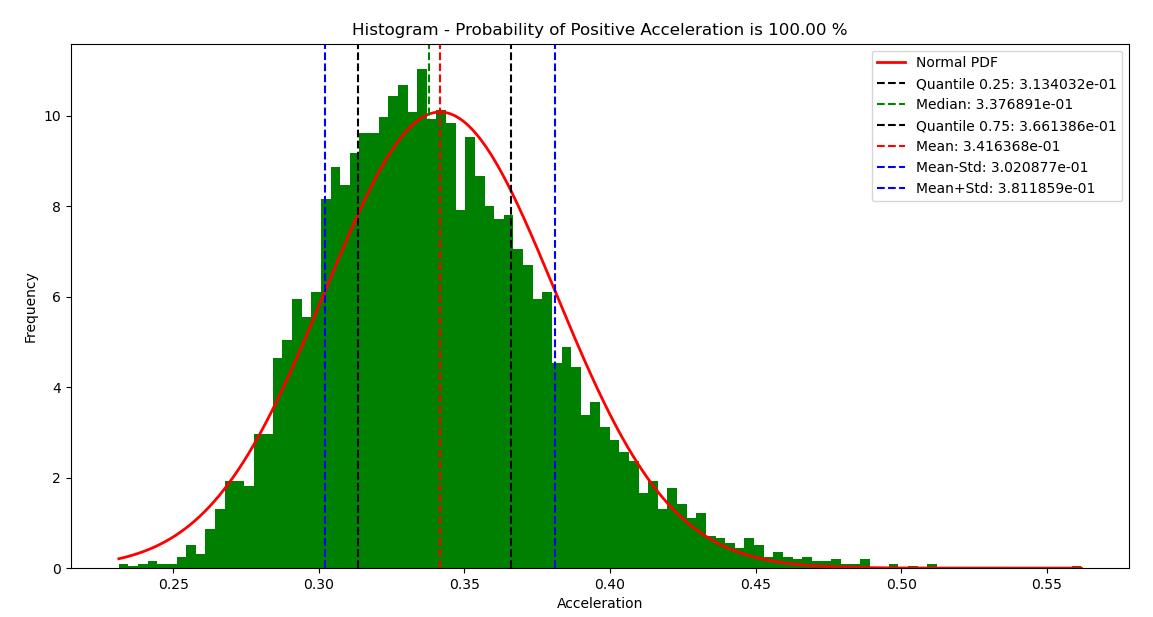 Histogram - Probability of Positive Acceleration is 100.00 %
Normal PDF
Quantile 0.25: 3.134032e-01
Median: 3.376891e-01
Quantile 0.75: 3.661386e-01
Mean: 3.416368e-01
Mean-Std: 3.020877e-01
Mean+Std: 3.811859e-01
Frequency
10
8
6
4
2
0
0.25 0.30 0.35 0.40 0.45 0.50 0.55
Acceleration